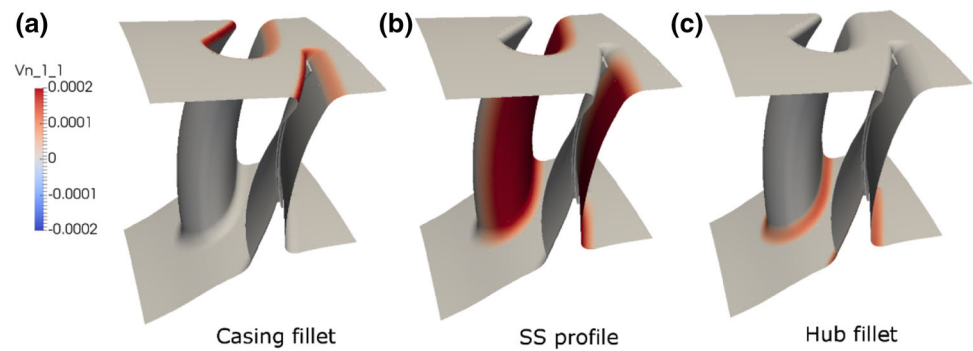 (a)
(b)
(c)
Vn_1_1
0.0002
0.0001
0
-0.0001
-0.0002
Casing fillet
SS profile
Hub fillet